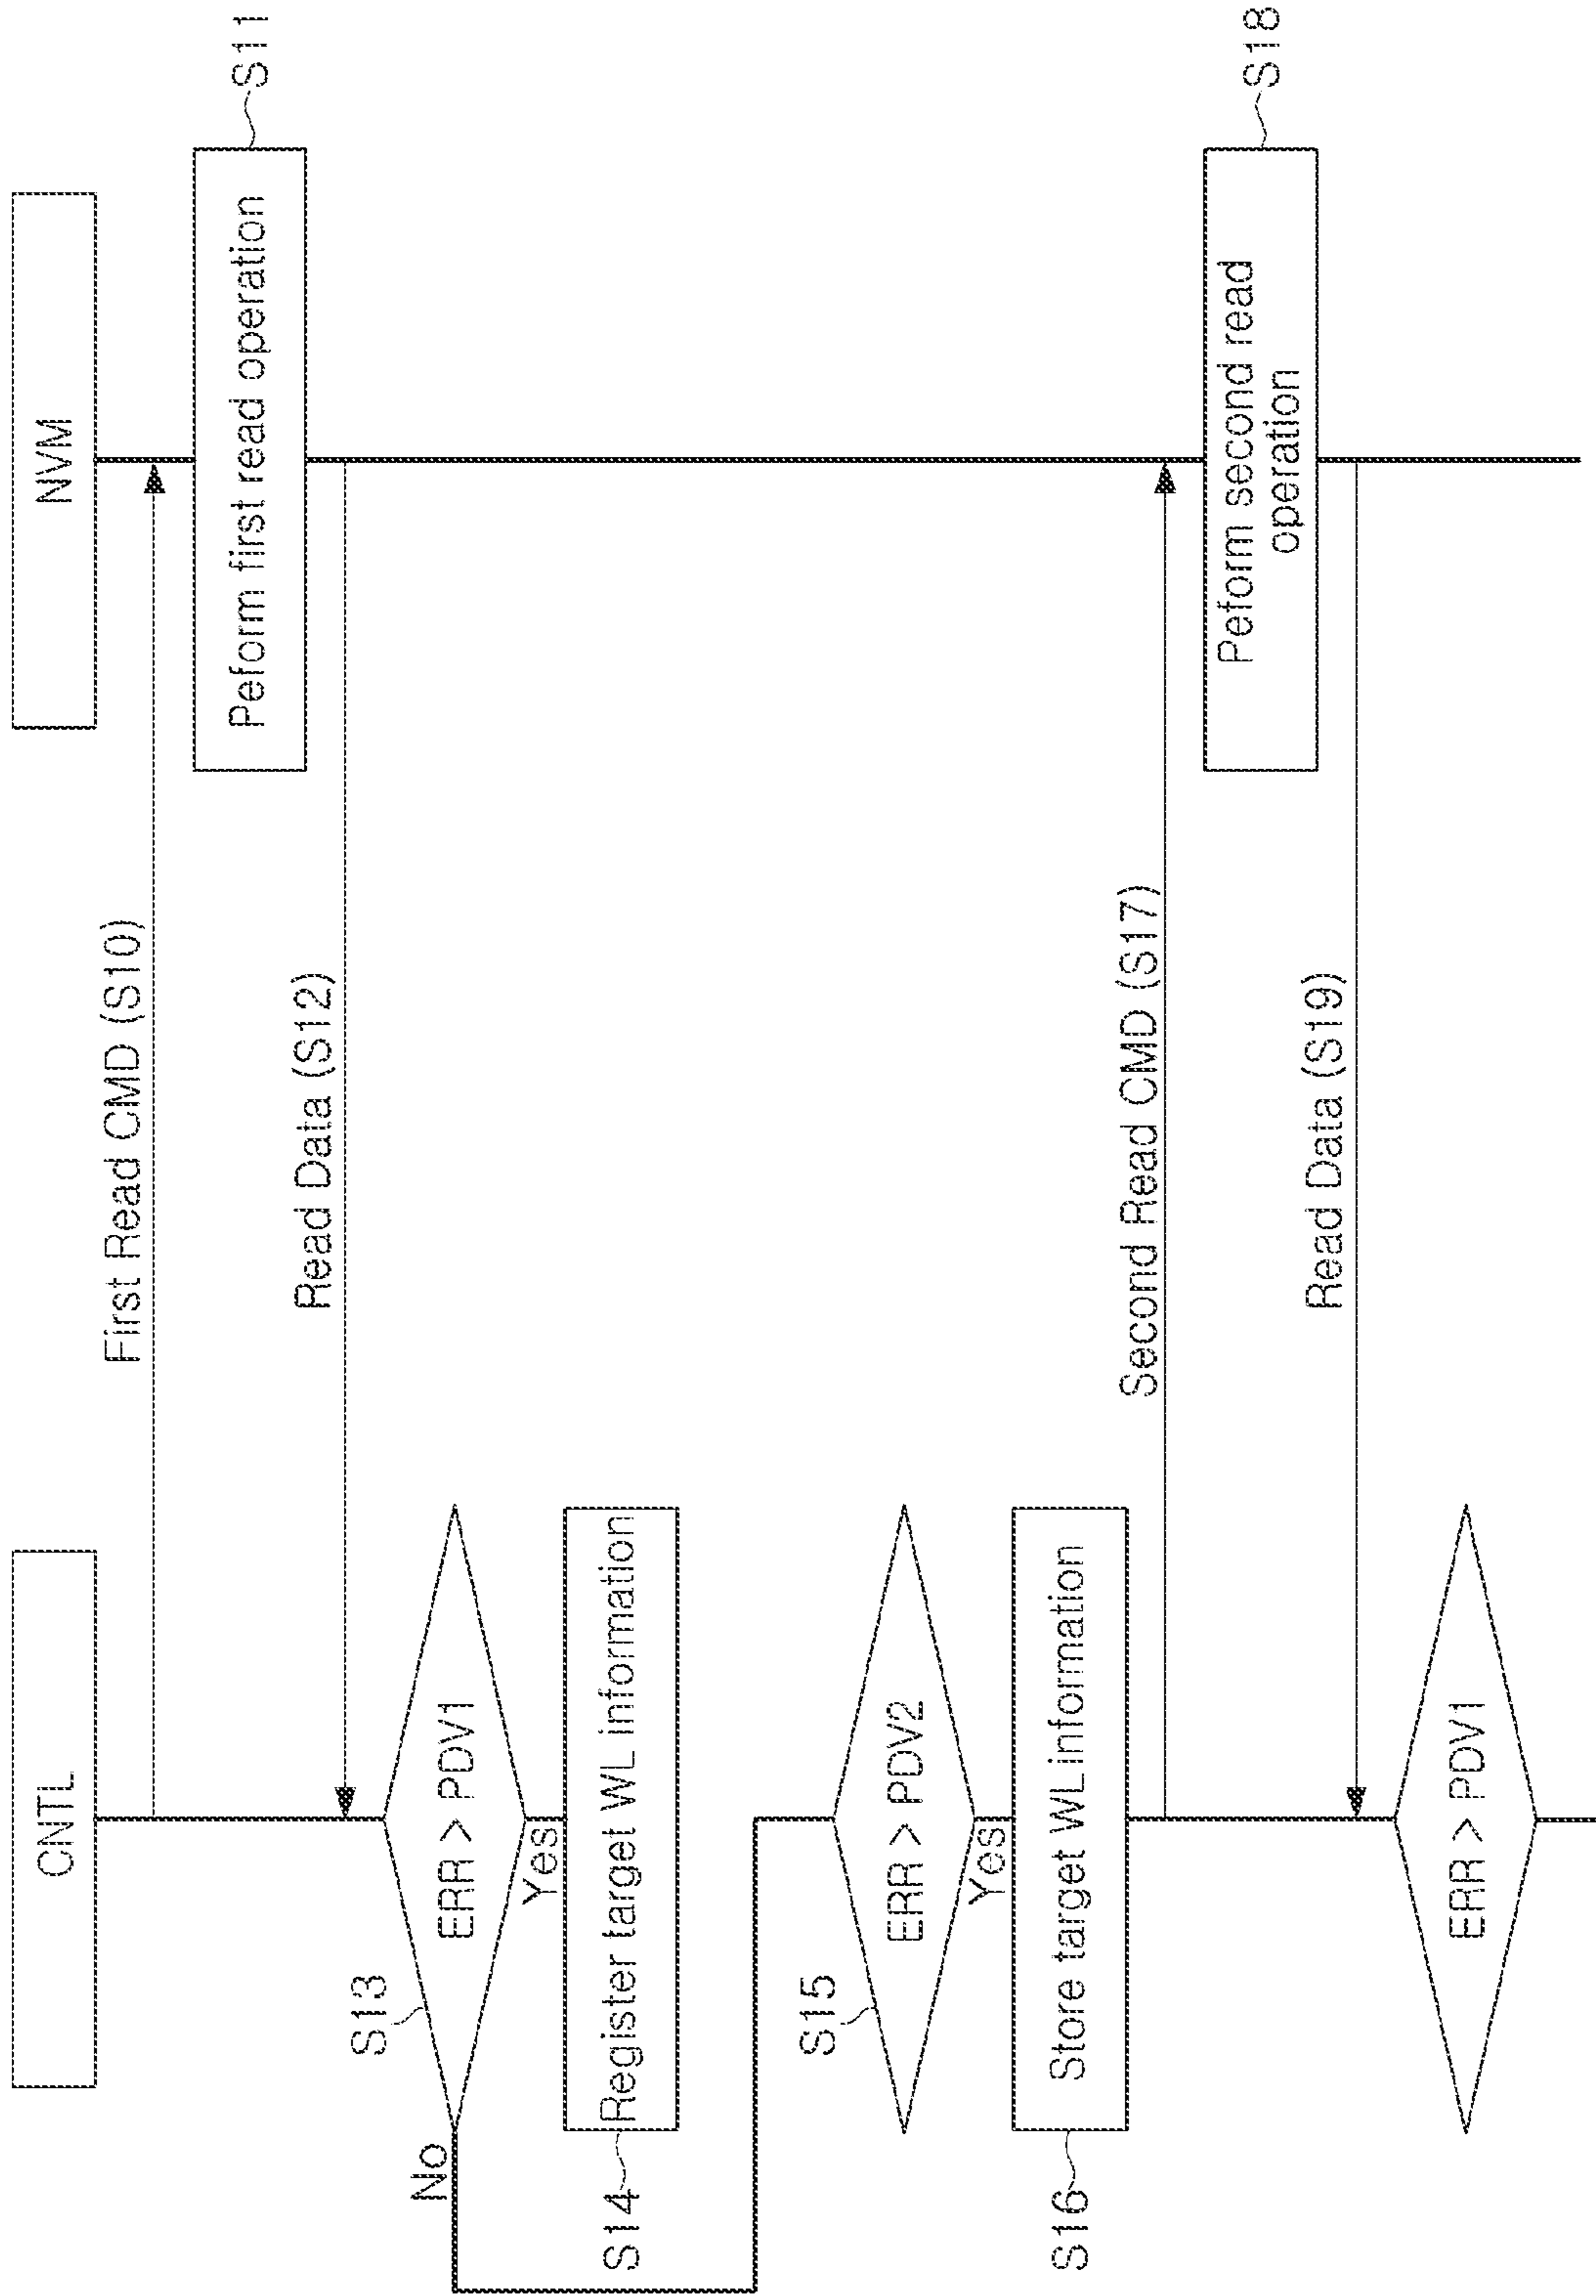 CNTL
NVM
First Read CMD (S10)
Peform first read operation
S11
Read Data (S12)
S13
ERR > PDV1
No
Yes
S14
Register target WL information
S15
ERR > PDV2
Yes
S16
Store target WL information
Second Read CMD (S17)
Peform second read
operation
S18
Read Data (S19)
ERR > PDV1